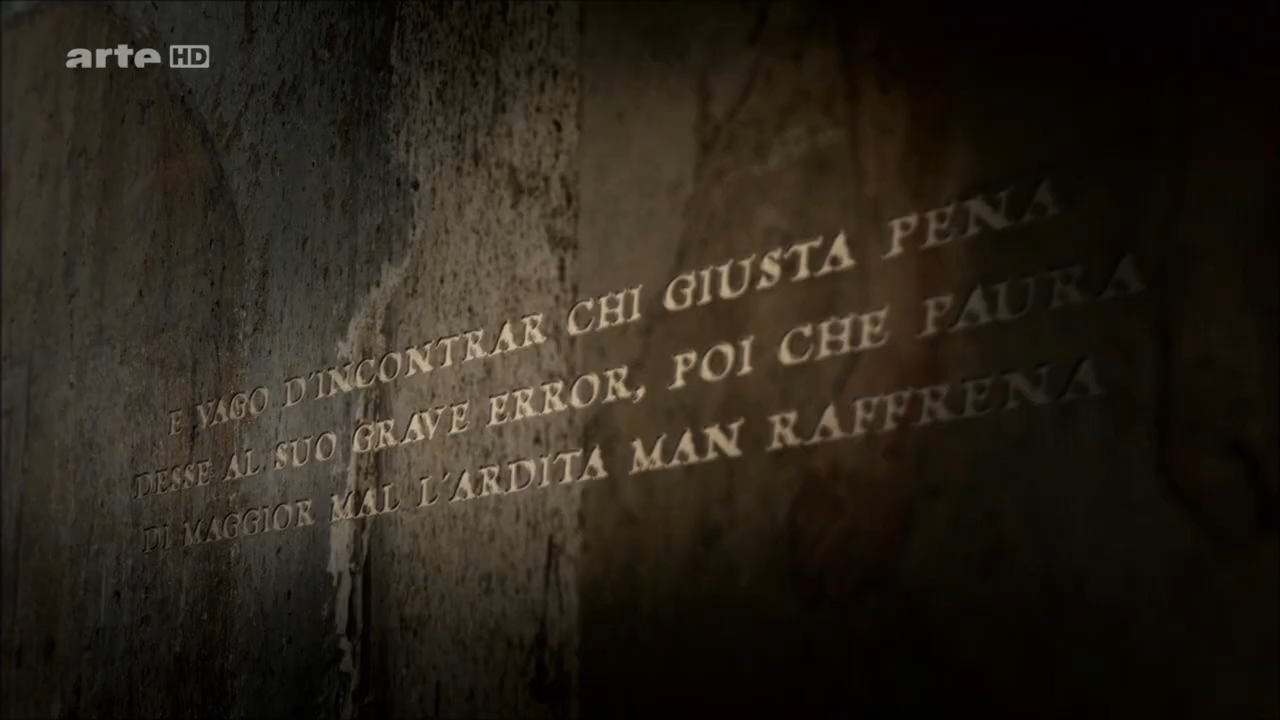 arte HD
E VAGO D'INCONTRAR CHI GIUSTA PENA
DESSE AL SUO GRAVE ERROR, POI CHE PAURA
DI MAGGIOR MAL L'ARDITA MAN RAFFRENA